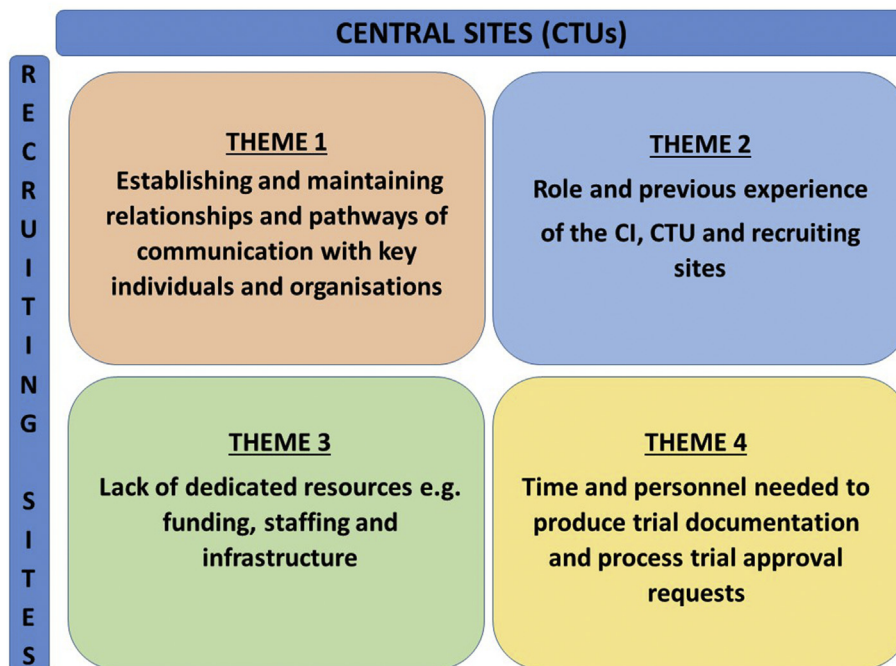 CENTRAL SITES (CTUs)
RECRUITING SITES
THEME 1
Establishing and maintaining
relationships and pathways of
communication with key
individuals and organisations
THEME 2
Role and previous experience
of the CI, CTU and recruiting
sites
THEME 3
Lack of dedicated resources e.g.
funding, staffing and
infrastructure
THEME 4
Time and personnel needed to
produce trial documentation
and process trial approval
requests